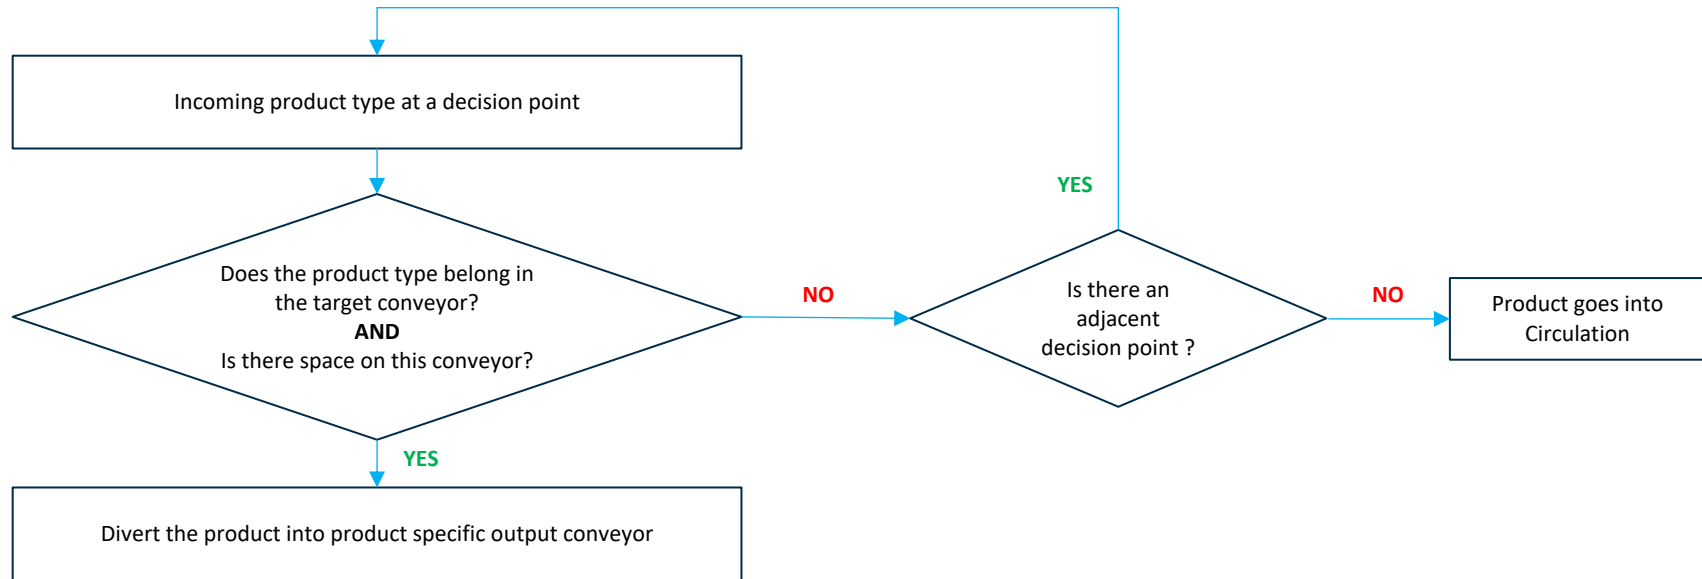 Incoming product type at a decision point
YES
Does the product type belong in
the target conveyor?
AND
Is there space on this conveyor?
NO
Is there an
adjacent
decision point ?
NO
Product goes into
Circulation
YES
Divert the product into product specific output conveyor